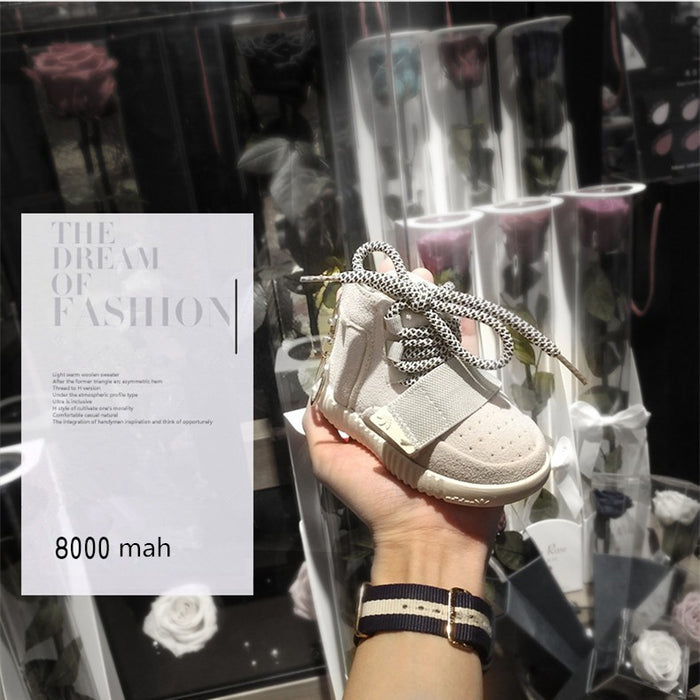 THE
DREAM
OF
FASHION
Light warm woolen sweater
After the former triangle arc asymmetric hem
Thread to H version
Under the atmospheric profile type
Ultra is inclusive
H style of cultivate one's morality
Comfortable casual natural
The integration of handyman inspiration and think of opportunely
8000 mah
Rose